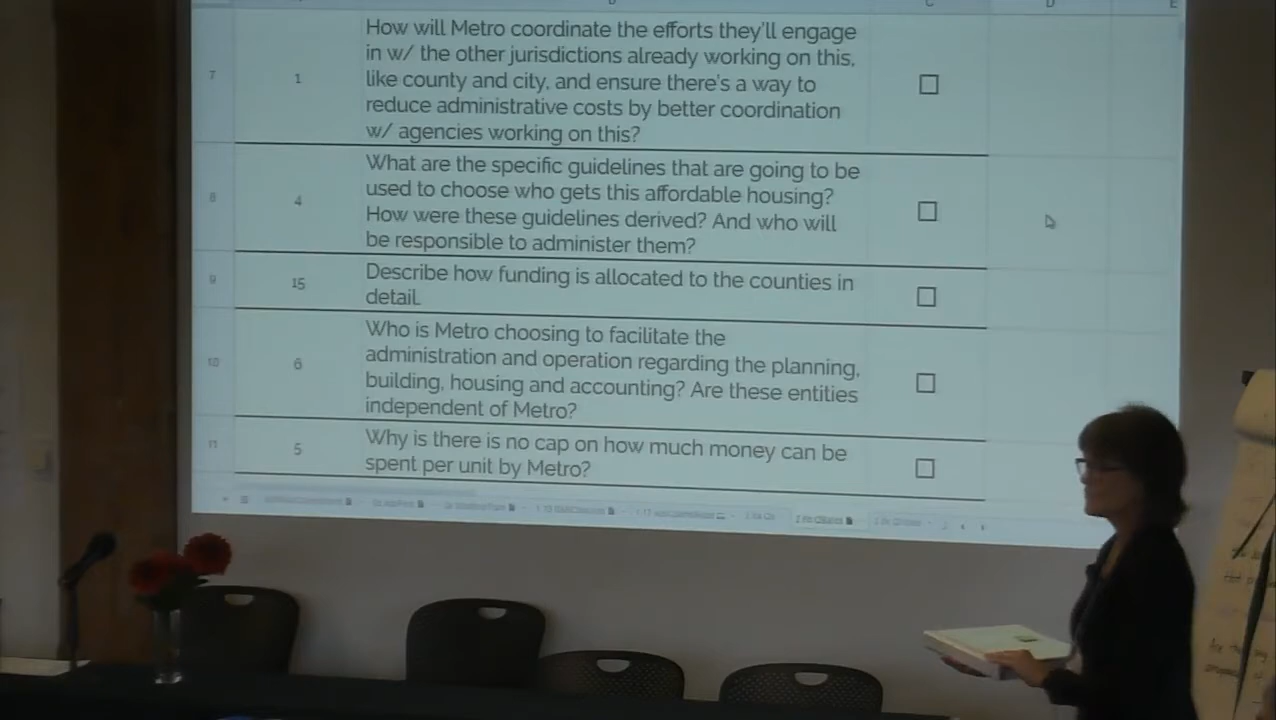 C
D
E
7
1
How will Metro coordinate the efforts they'll engage
in w/ the other jurisdictions already working on this,
like county and city, and ensure there's a way to
reduce administrative costs by better coordination
w/ agencies working on this?
8
4
What are the specific guidelines that are going to be
used to choose who gets this affordable housing?
How were these guidelines derived? And who will
be responsible to administer them?
9
15
Describe how funding is allocated to the counties in
detail.
10
6
Who is Metro choosing to facilitate the
administration and operation regarding the planning,
building, housing and accounting? Are these entities
independent of Metro?
11
5
Why is there is no cap on how much money can be
spent per unit by Metro?